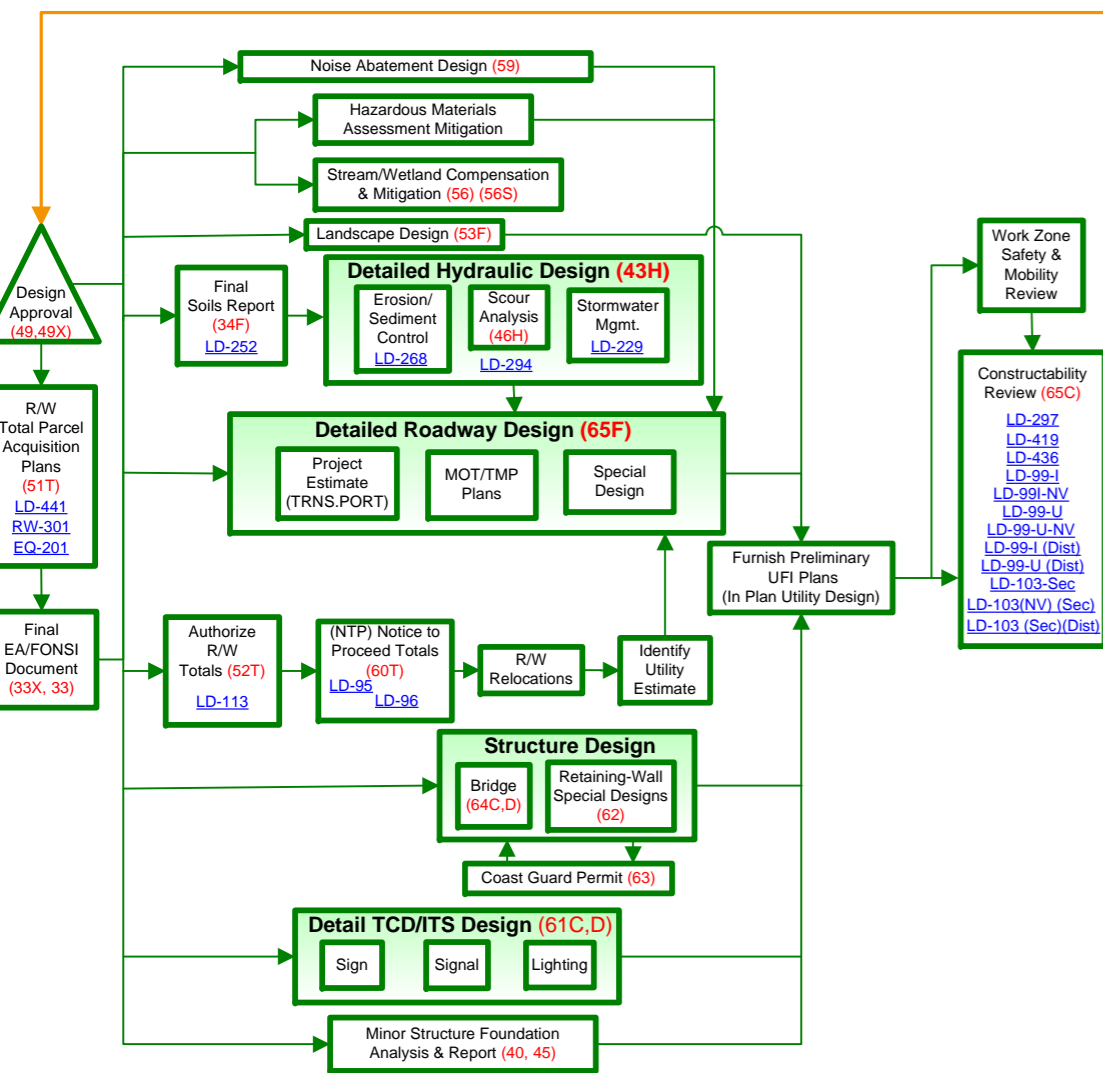 Noise Abatement Design (59)
Hazardous Materials
Assessment Mitigation
Stream/Wetland Compensation
& Mitigation (56) (56S)
Landscape Design (53F)
Design
Approval
(49,49X)
Final
Soils Report
(34F)
LD-252
Detailed Hydraulic Design (43H)
Erosion/
Sediment
Control
LD-268
Scour
Analysis
(46H)
LD-294
Stormwater
Mgmt.
LD-229
Work Zone
Safety &
Mobility
Review
R/W
Total Parcel
Acquisition
Plans
(51T)
LD-441
RW-301
EQ-201
Detailed Roadway Design (65F)
Project
Estimate
(TRNS.PORT)
MOT/TMP
Plans
Special
Design
Constructability
Review (65C)
LD-297
LD-419
LD-436
LD-99-I
LD-99I-NV
LD-99-U
LD-99-U-NV
LD-99-I (Dist)
LD-99-U (Dist)
LD-103-Sec
LD-103(NV) (Sec)
LD-103 (Sec)(Dist)
Furnish Preliminary
UFI Plans
(In Plan Utility Design)
Final
EA/FONSI
Document
(33X, 33)
Authorize
R/W
Totals (52T)
LD-113
(NTP) Notice to
Proceed Totals
(60T)
LD-95
LD-96
R/W
Relocations
Identify
Utility
Estimate
Structure Design
Bridge
(64C,D)
Retaining-Wall
Special Designs
(62)
Coast Guard Permit (63)
Detail TCD/ITS Design (61C,D)
Sign
Signal
Lighting
Minor Structure Foundation
Analysis & Report (40, 45)